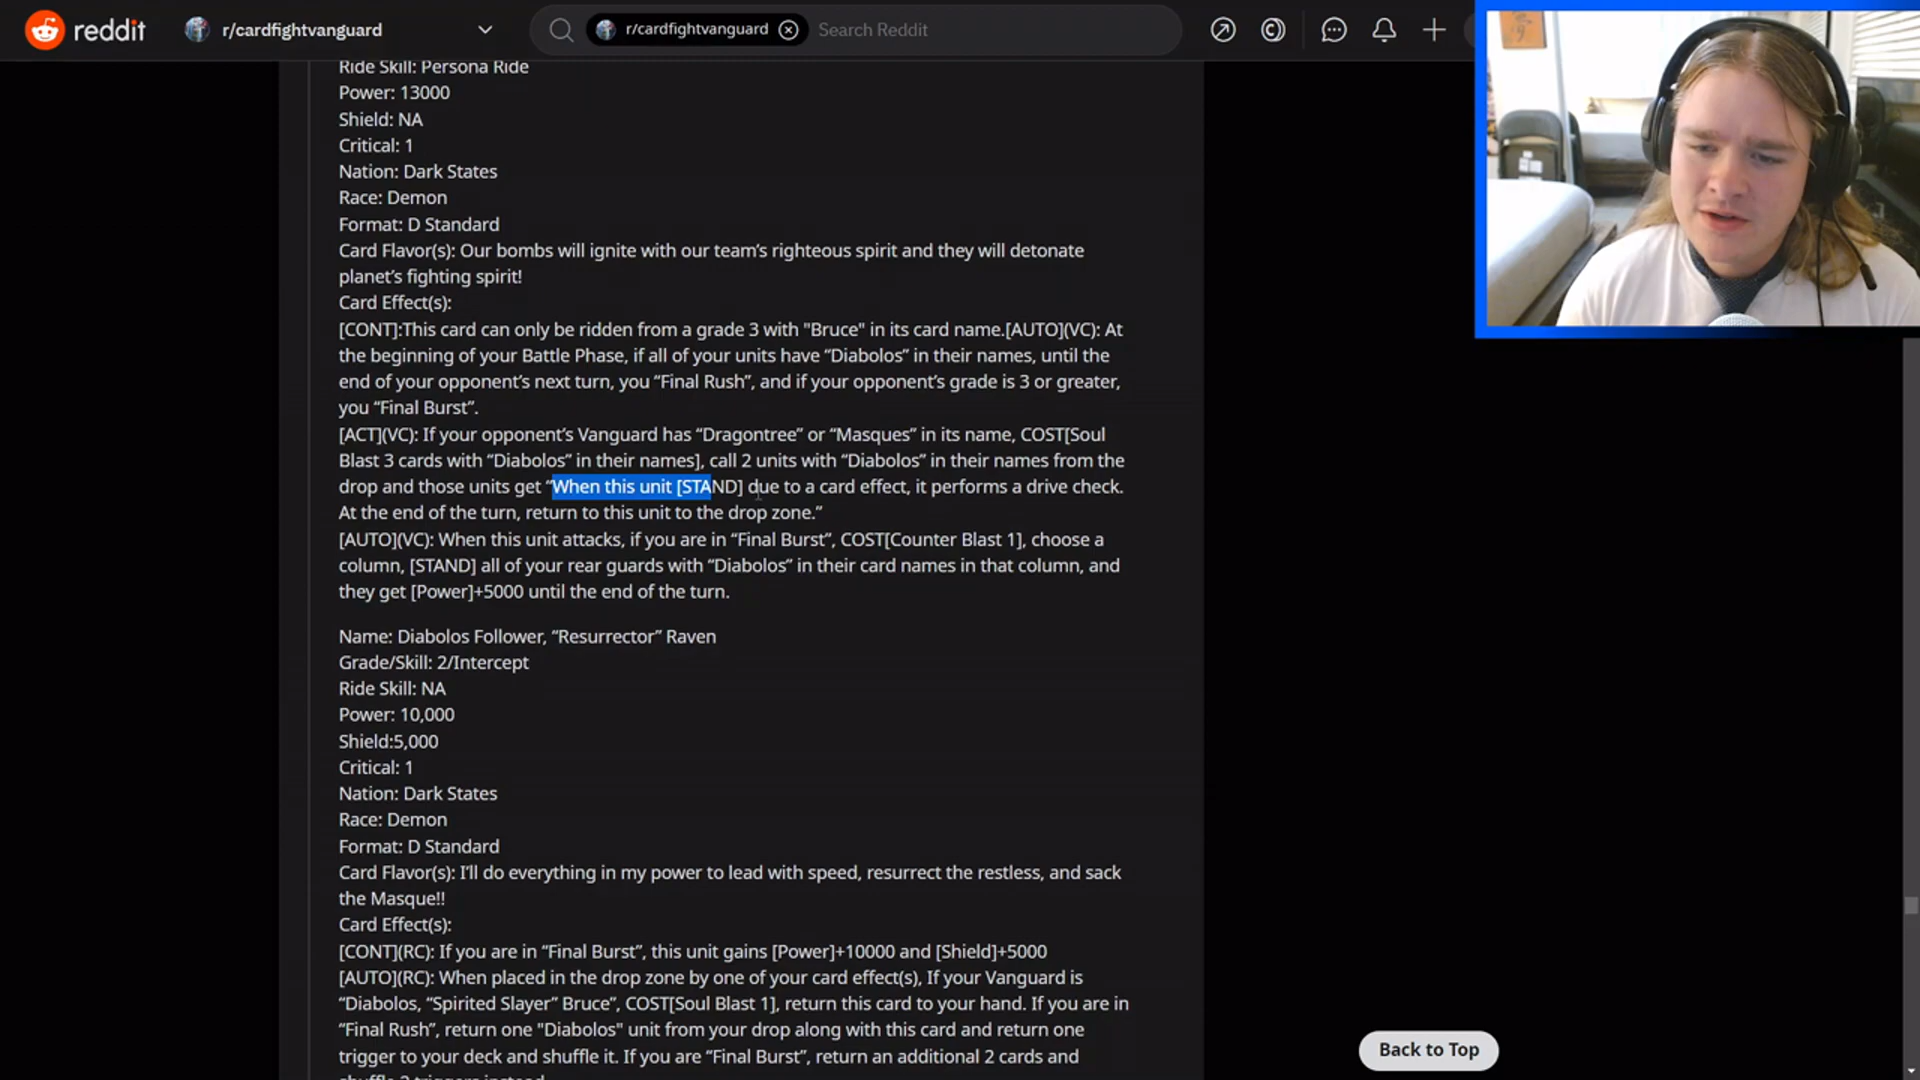 reddit
r/cardfightvanguard
r/cardfightvanguard
Search Reddit
Ride Skill: Persona Ride
Power: 13000
Shield: NA
Critical: 1
Nation: Dark States
Race: Demon
Format: D Standard
Card Flavor(s): Our bombs will ignite with our team’s righteous spirit and they will detonate
planet’s fighting spirit!
Card Effect(s):
[CONT]:This card can only be ridden from a grade 3 with "Bruce" in its card name.[AUTO](VC): At
the beginning of your Battle Phase, if all of your units have “Diabolos” in their names, until the
end of your opponent’s next turn, you “Final Rush”, and if your opponent’s grade is 3 or greater,
you “Final Burst”.
[ACT](VC): If your opponent’s Vanguard has “Dragontree” or “Masques” in its name, COST[Soul
Blast 3 cards with “Diabolos” in their names], call 2 units with “Diabolos” in their names from the
drop and those units get “When this unit [STAND] due to a card effect, it performs a drive check.
At the end of the turn, return to this unit to the drop zone.”
[AUTO](VC): When this unit attacks, if you are in “Final Burst”, COST[Counter Blast 1], choose a
column, [STAND] all of your rear guards with “Diabolos” in their card names in that column, and
they get [Power]+5000 until the end of the turn.
Name: Diabolos Follower, “Resurrector” Raven
Grade/Skill: 2/Intercept
Ride Skill: NA
Power: 10,000
Shield:5,000
Critical: 1
Nation: Dark States
Race: Demon
Format: D Standard
Card Flavor(s): I’ll do everything in my power to lead with speed, resurrect the restless, and sack
the Masque!!
Card Effect(s):
[CONT](RC): If you are in “Final Burst”, this unit gains [Power]+10000 and [Shield]+5000
[AUTO](RC): When placed in the drop zone by one of your card effect(s), If your Vanguard is
“Diabolos, “Spirited Slayer” Bruce”, COST[Soul Blast 1], return this card to your hand. If you are in
“Final Rush”, return one "Diabolos" unit from your drop along with this card and return one
trigger to your deck and shuffle it. If you are “Final Burst”, return an additional 2 cards and
shuffle 2 triggers instead
Back to Top